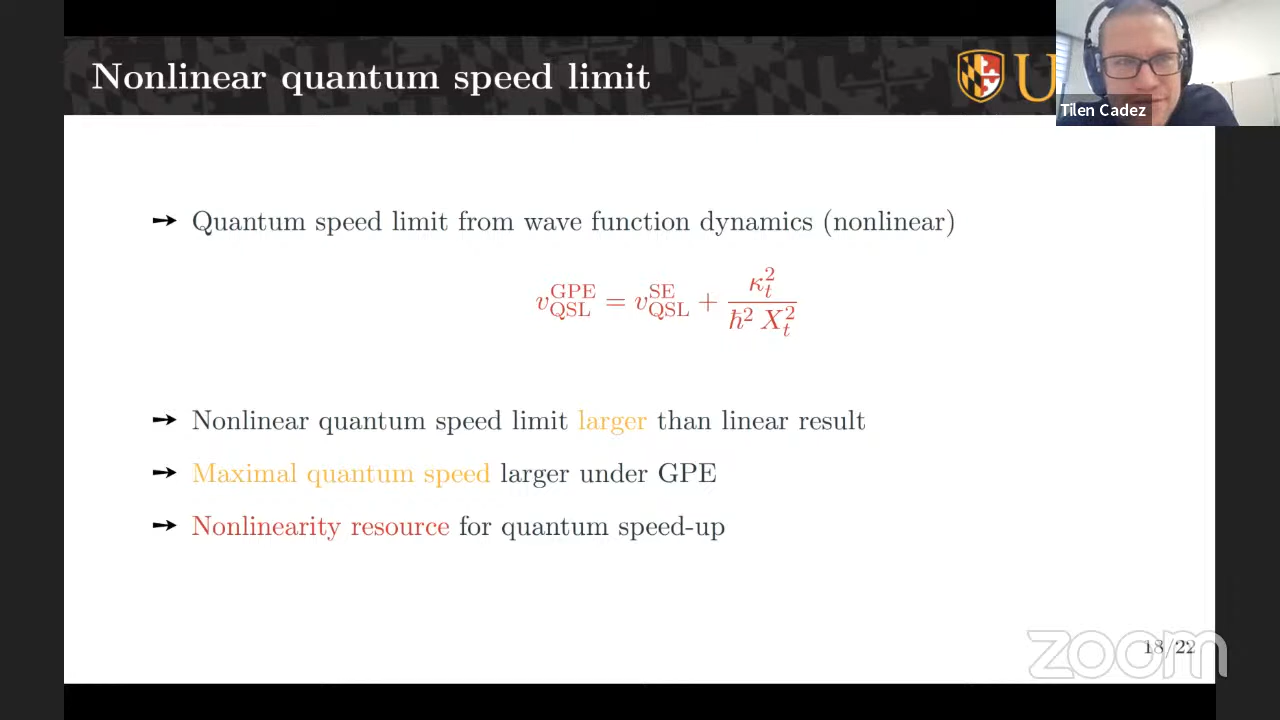 Nonlinear quantum speed limit
U
Tilen Cadez
➙ Quantum speed limit from wave function dynamics (nonlinear)
v_QSL^GPE = v_QSL^SE + κ_t^2 / (ħ^2 X_t^2)
➙ Nonlinear quantum speed limit larger than linear result
➙ Maximal quantum speed larger under GPE
➙ Nonlinearity resource for quantum speed-up
18/22
zoom